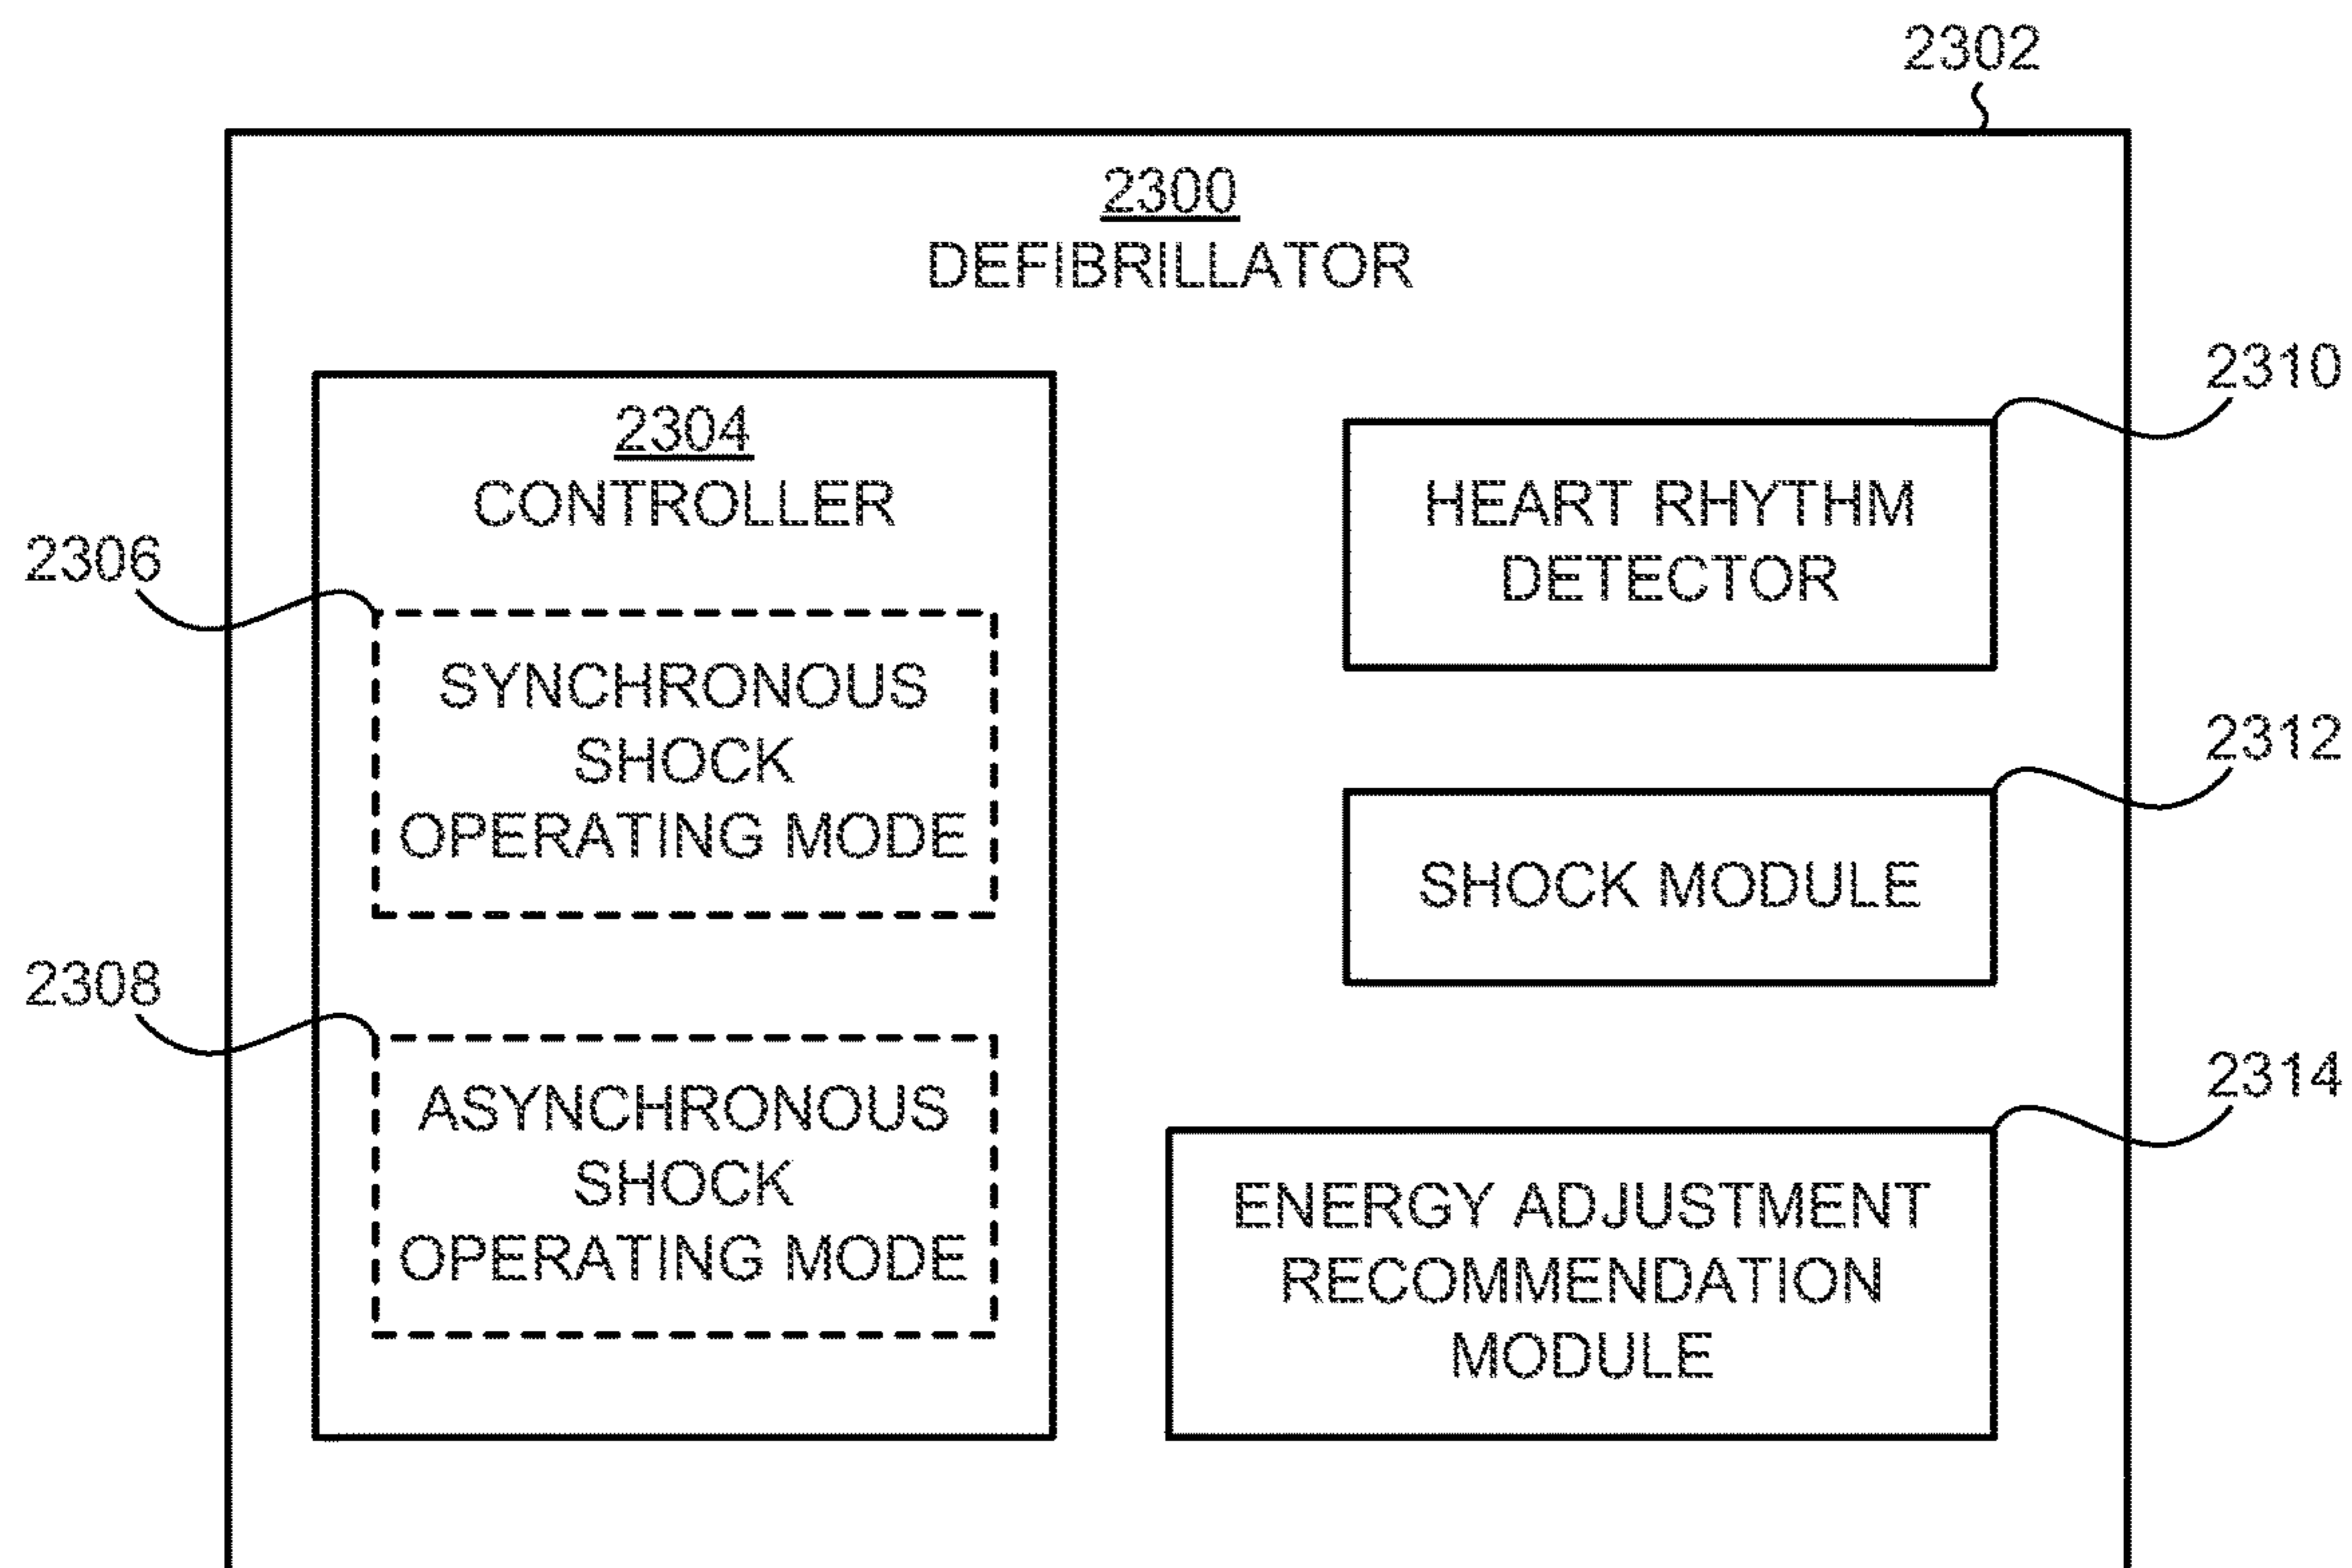 2302
2300
DEFIBRILLATOR
2304
CONTROLLER
2306
SYNCHRONOUS
SHOCK
OPERATING MODE
2308
ASYNCHRONOUS
SHOCK
OPERATING MODE
2310
HEART RHYTHM
DETECTOR
2312
SHOCK MODULE
2314
ENERGY ADJUSTMENT
RECOMMENDATION
MODULE